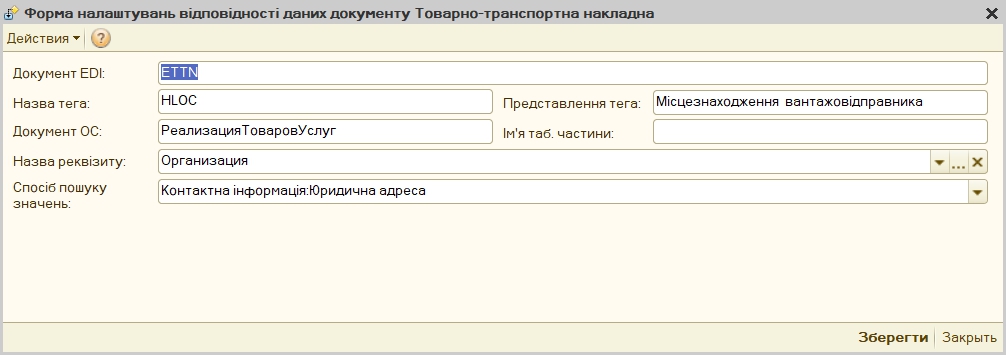 Форма налаштувань відповідності даних документу Товарно-транспортна накладна
Действия
?
Документ EDI: ETTN
Назва тега: HLOC Представлення тега: Місцезнаходження вантажовідправника
Документ ОС: РеализацияТоваровУслуг Ім'я таб. частини:
Назва реквізиту: Организация ...
Спосіб пошуку
значень: Контактна інформація:Юридична адреса
Зберегти Закрыть